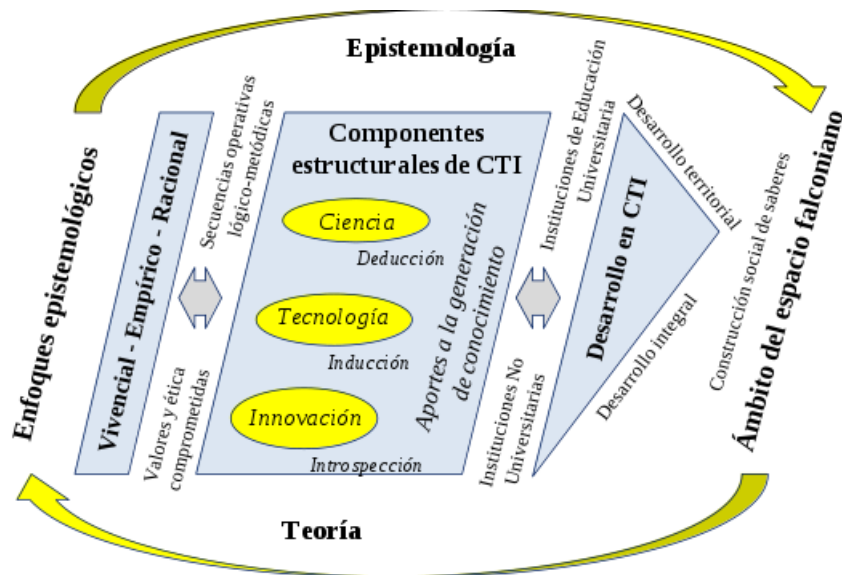 Epistemología
Enfoques epistemológicos
Vivencial - Empírico - Racional
Secuencias operativas
lógico-metódicas
Valores y ética
comprometidas
Componentes
estructurales de CTI
Ciencia
Deducción
Tecnología
Inducción
Innovación
Introspección
Aportes a la generación
de conocimiento
Instituciones de Educación
Universitaria
Instituciones No
Universitarias
Desarrollo en CTI
Desarrollo territorial
Desarrollo integral
Construcción social de saberes
Ámbito del espacio falconiano
Teoría